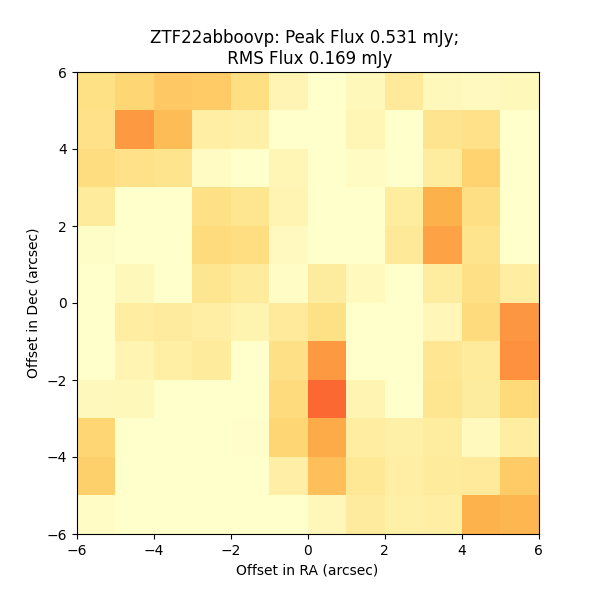 ZTF22abboovp: Peak Flux 0.531 mJy;
RMS Flux 0.169 mJy
6
4
2
0
−2
−4
−6
Offset in Dec (arcsec)
−6 −4 −2 0 2 4 6
Offset in RA (arcsec)